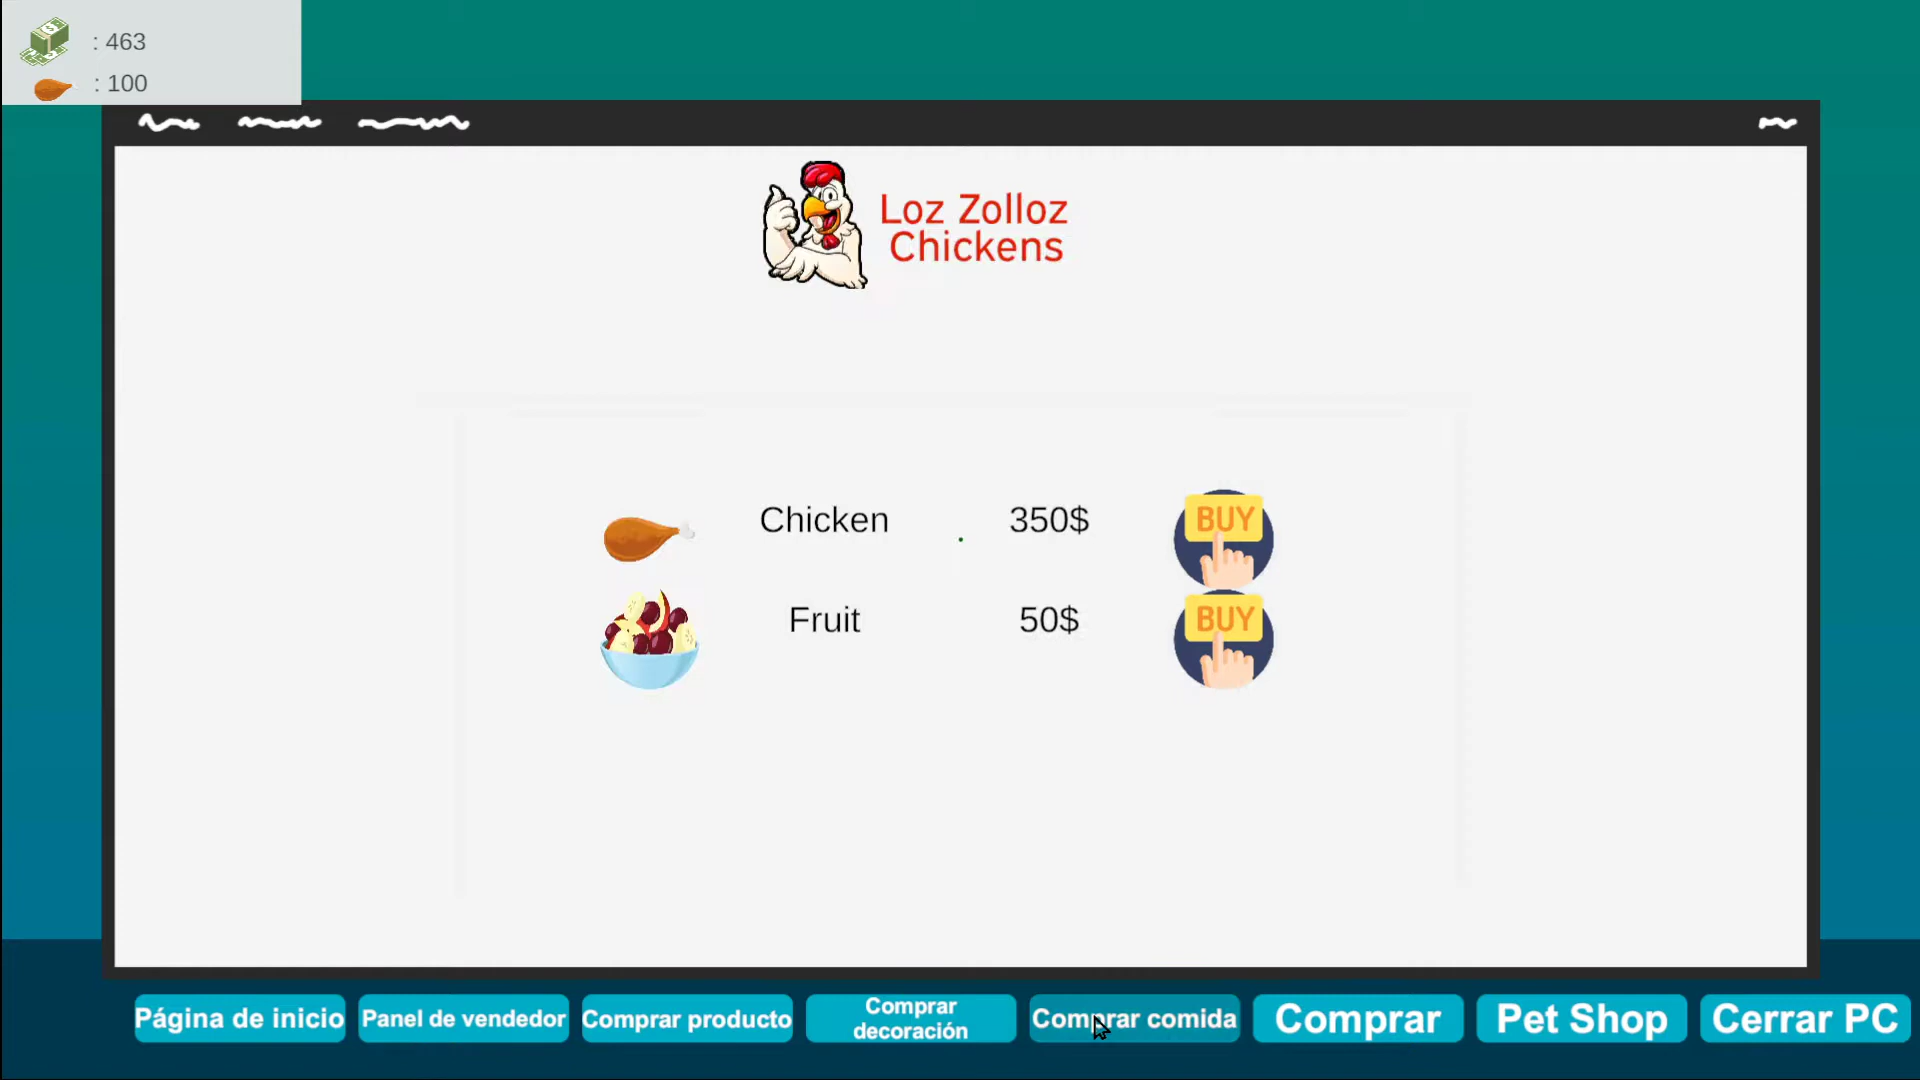 : 463
: 100
Loz Zolloz
Chickens
Chicken 350$ BUY
Fruit 50$ BUY
Página de inicio Panel de vendedor Comprar producto Comprar decoración Comprar comida Comprar Pet Shop Cerrar PC